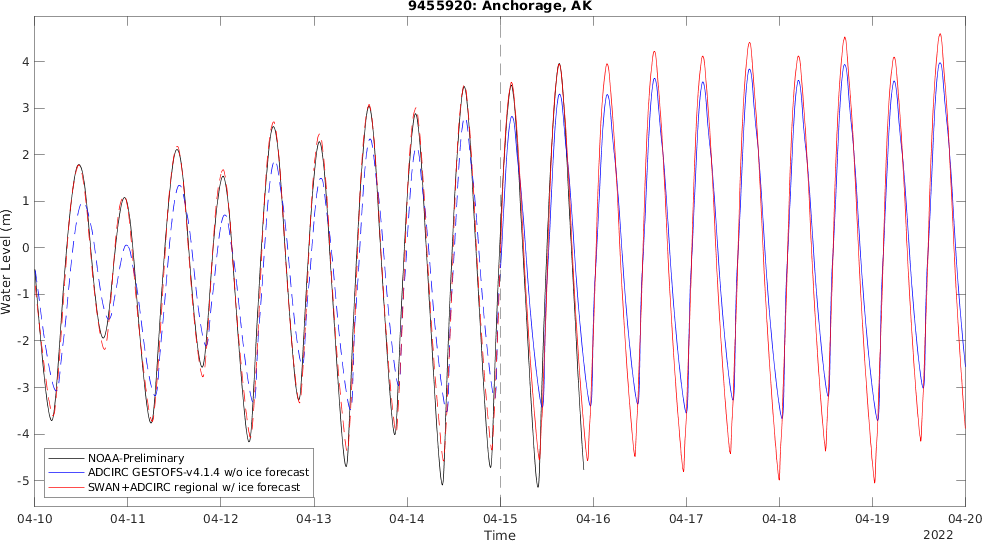 9455920: Anchorage, AK
Water Level (m)
4
3
2
1
0
-1
-2
-3
-4
-5
NOAA-Preliminary
ADCIRC GESTOFS-v4.1.4 w/o ice forecast
SWAN+ADCIRC regional w/ ice forecast
04-10 04-11 04-12 04-13 04-14 04-15 04-16 04-17 04-18 04-19 04-20
Time
2022